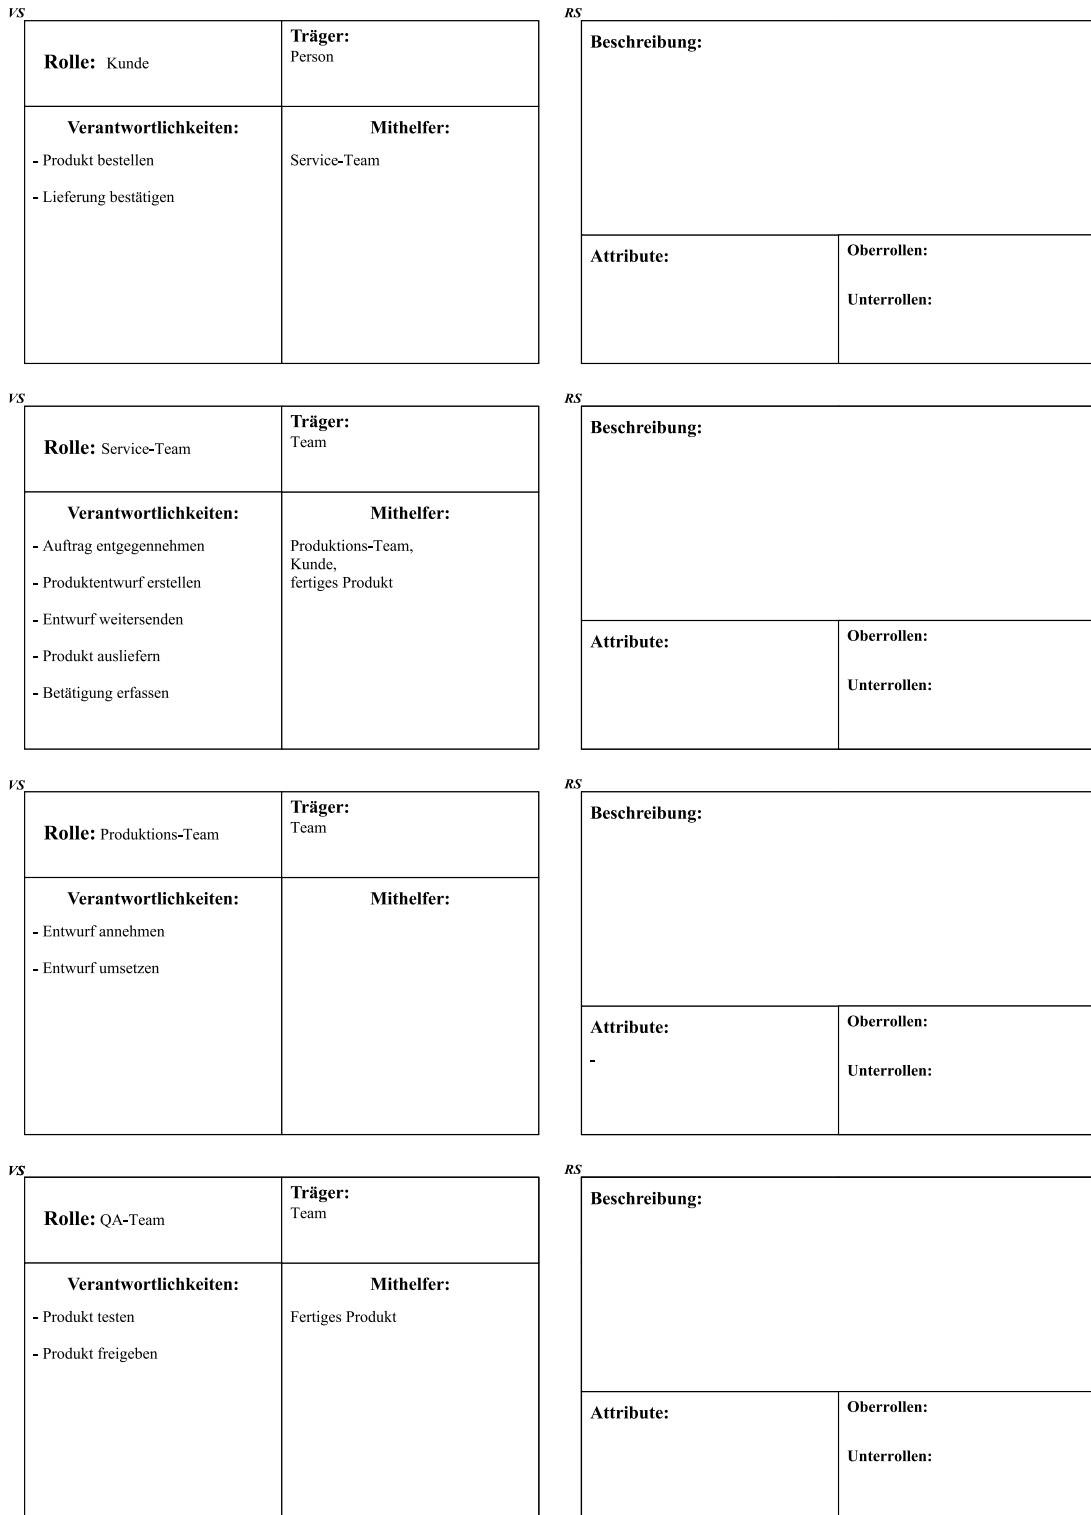 VS
Rolle: Kunde
Träger:
Person
Verantwortlichkeiten:
- Produkt bestellen
- Lieferung bestätigen
Mithelfer:
Service-Team
RS
Beschreibung:
Attribute:
Oberrollen:
Unterrollen:
VS
Rolle: Service-Team
Träger:
Team
Verantwortlichkeiten:
- Auftrag entgegennehmen
- Produktentwurf erstellen
- Entwurf weitersenden
- Produkt ausliefern
- Betätigung erfassen
Mithelfer:
Produktions-Team,
Kunde,
fertiges Produkt
RS
Beschreibung:
Attribute:
Oberrollen:
Unterrollen:
VS
Rolle: Produktions-Team
Träger:
Team
Verantwortlichkeiten:
- Entwurf annehmen
- Entwurf umsetzen
Mithelfer:
RS
Beschreibung:
Attribute:
-
Oberrollen:
Unterrollen:
VS
Rolle: QA-Team
Träger:
Team
Verantwortlichkeiten:
- Produkt testen
- Produkt freigeben
Mithelfer:
Fertiges Produkt
RS
Beschreibung:
Attribute:
Oberrollen:
Unterrollen: